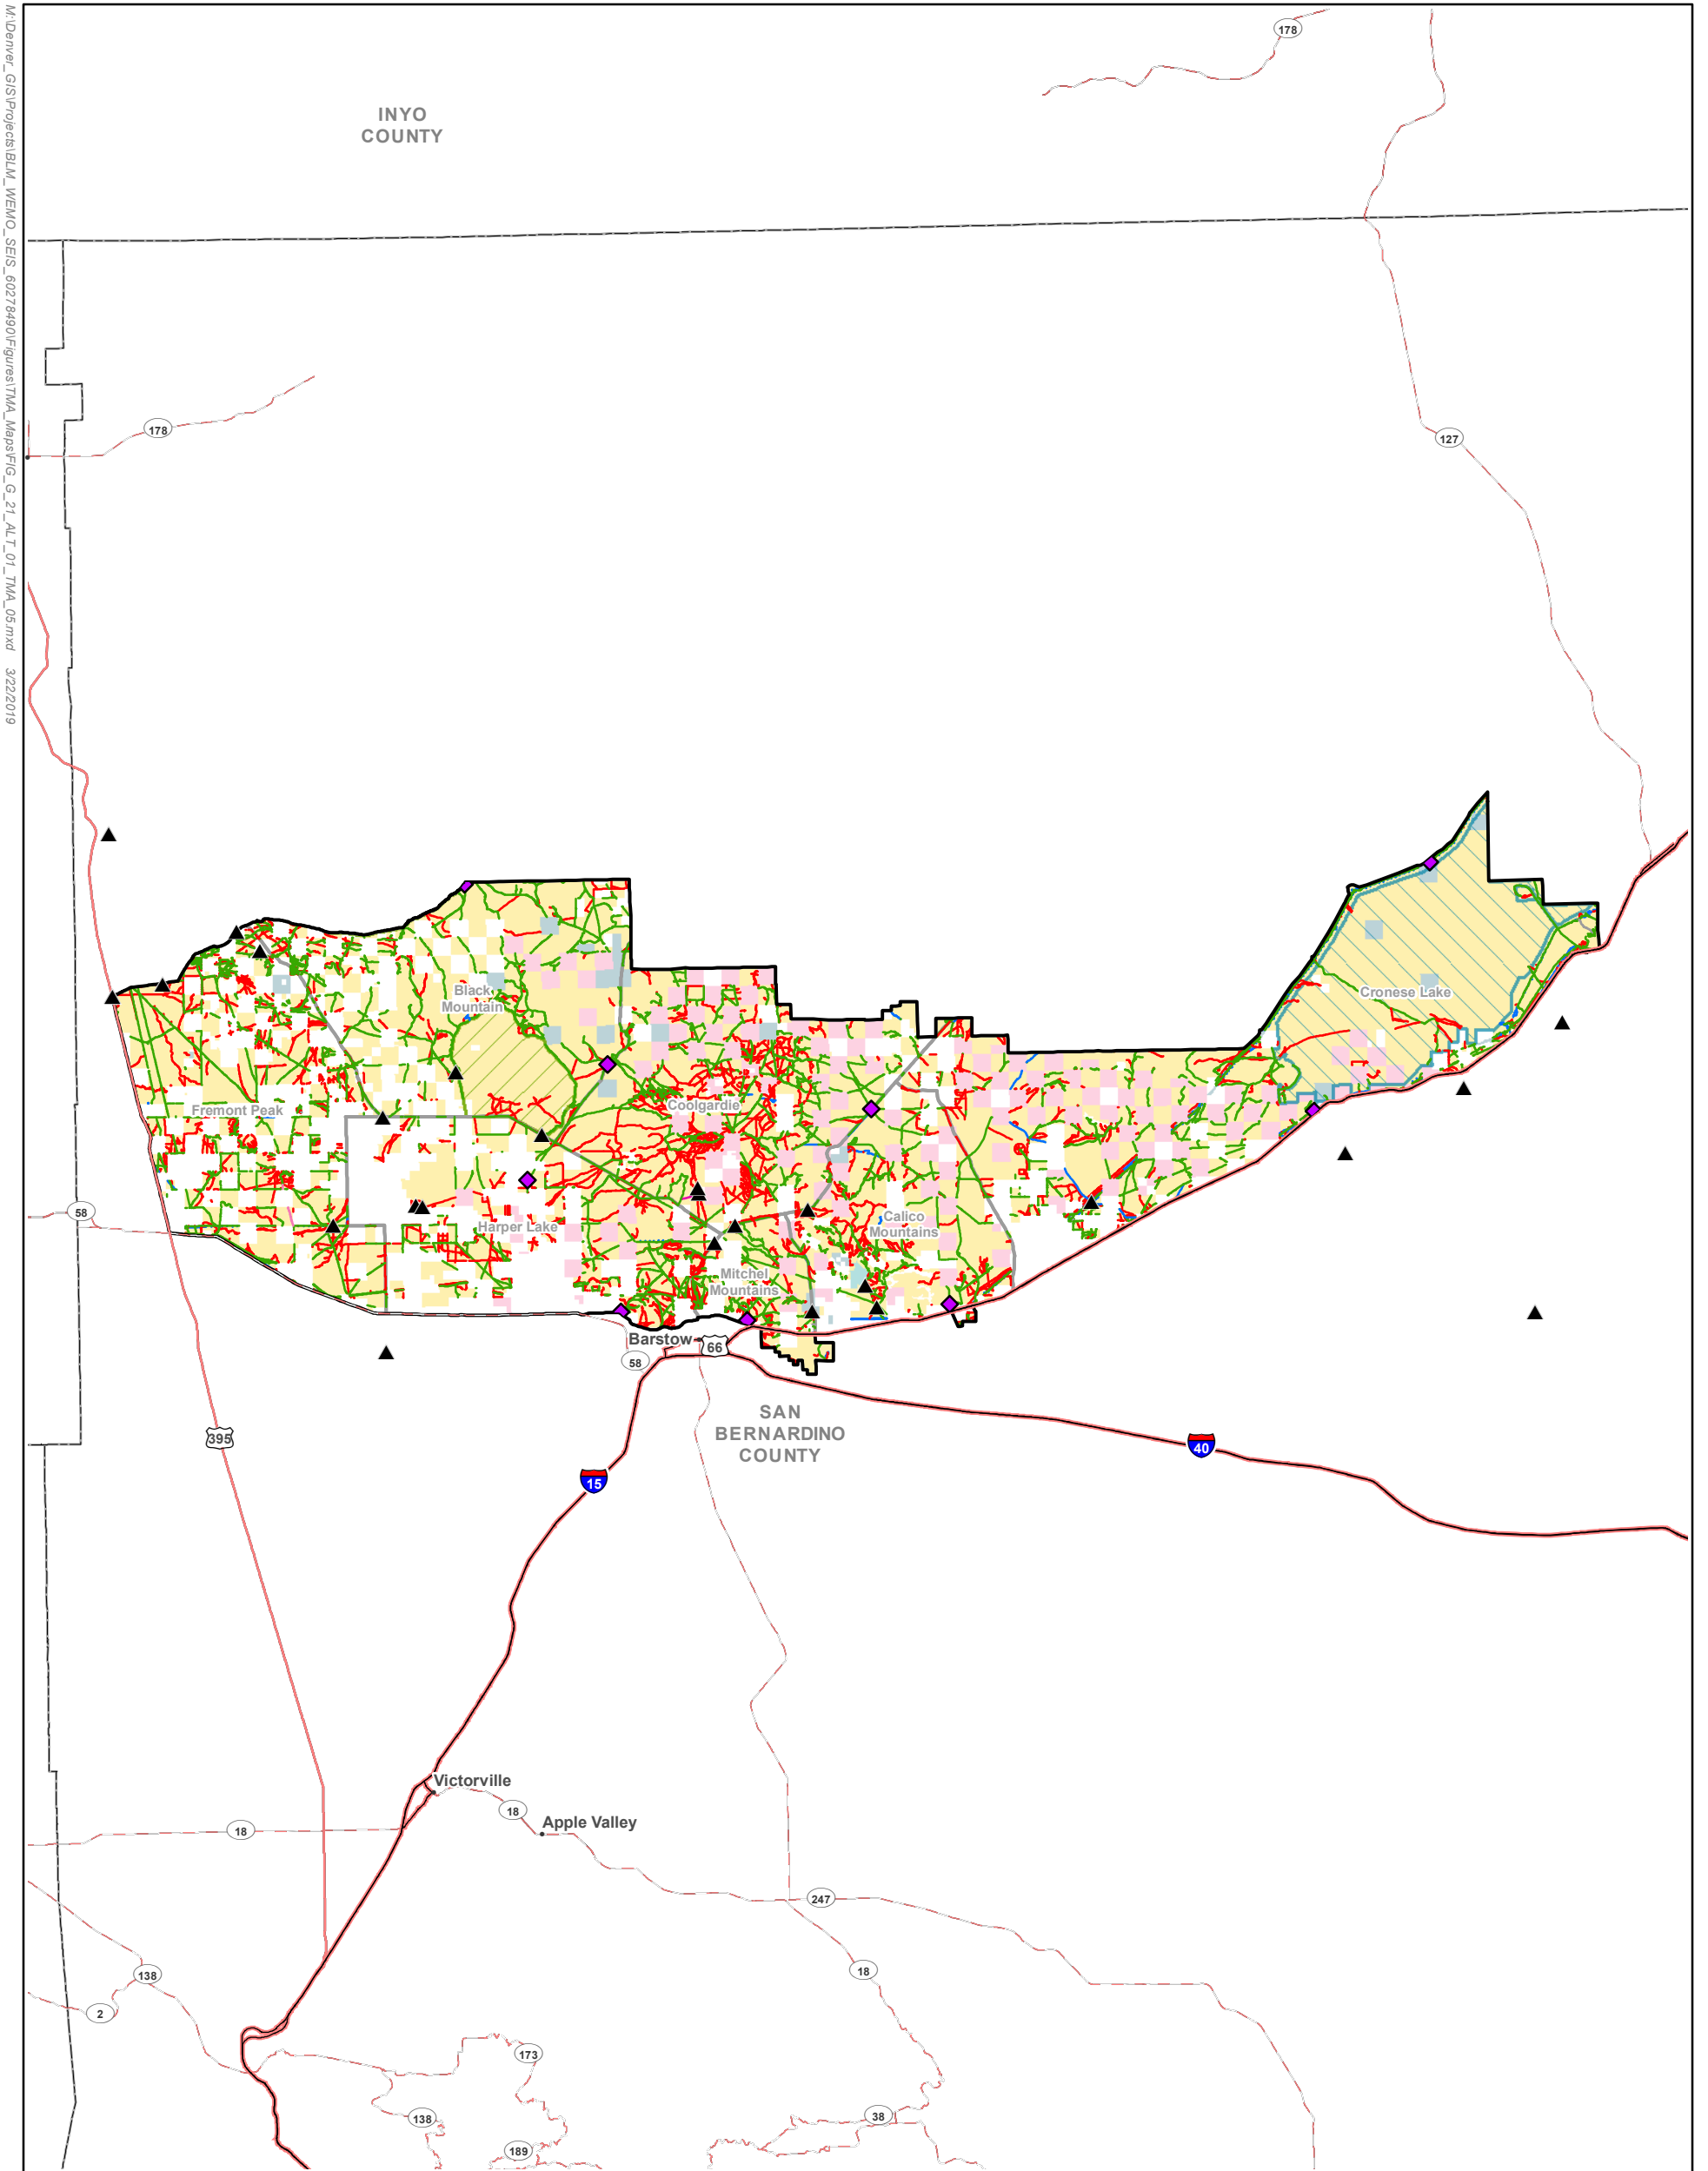 M:\Denver_GIS\Projects\BLM_WEMO_SEIS_60278490\Figures\TMA_Maps\FIG_G_21_ALT_01_TMA_05.mxd 3/22/2019
178
INYO
COUNTY
178
127
Black
Mountain
Cronese Lake
Fremont Peak
Coolgardie
58
Harper Lake
Calico
Mountains
Mitchel
Mountains
Barstow
66
58
395
SAN
BERNARDINO
COUNTY
40
15
Victorville
18
Apple Valley
18
247
138
18
2
173
138
38
189